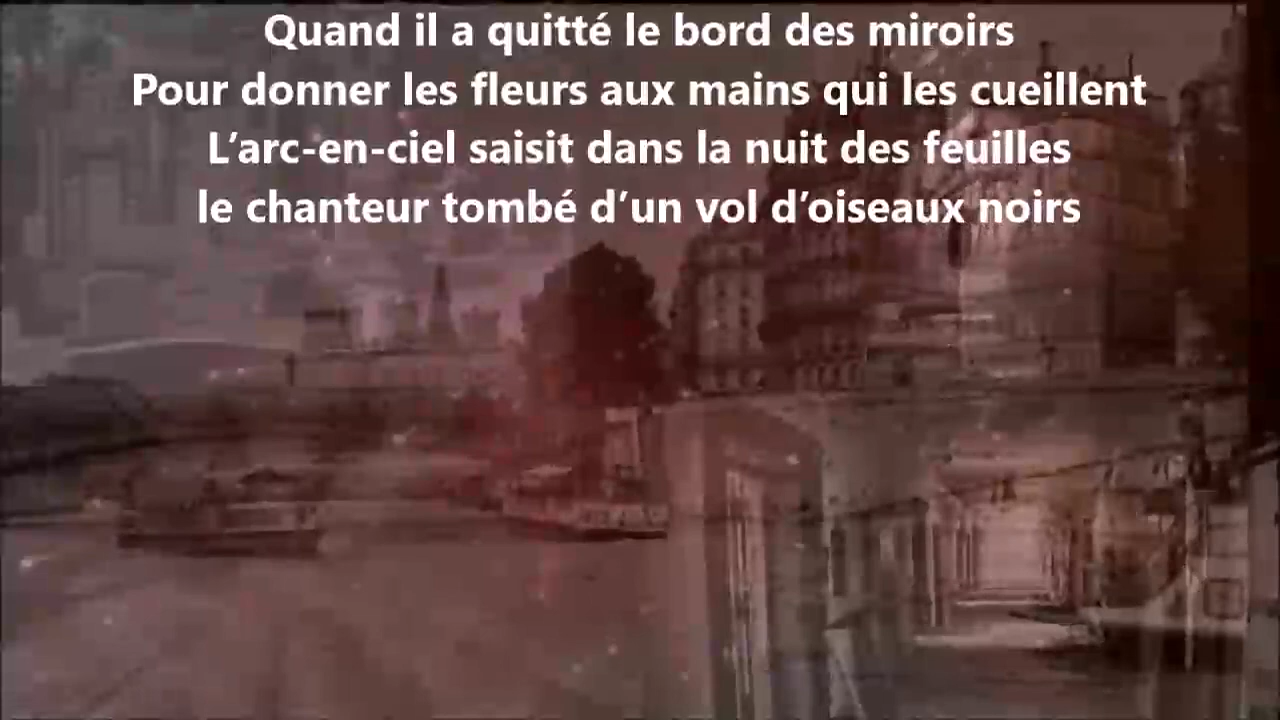 Quand il a quitté le bord des miroirs
Pour donner les fleurs aux mains qui les cueillent
L’arc-en-ciel saisit dans la nuit des feuilles
le chanteur tombé d’un vol d’oiseaux noirs